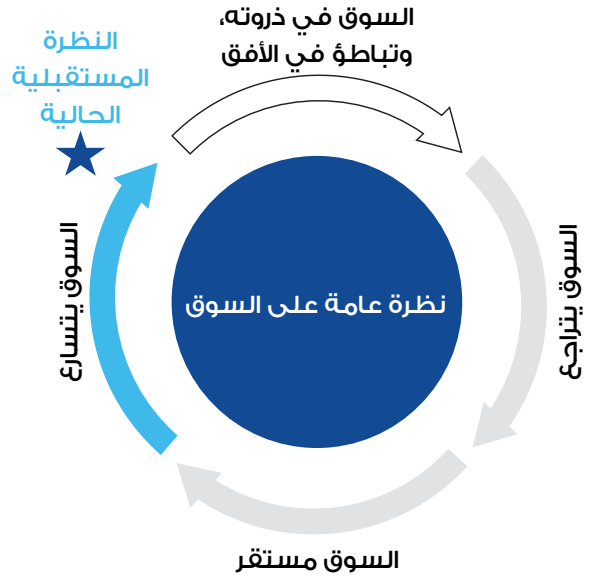 السوق في ذروته،
وتباطؤ في الأفق
النظرة
المستقبلية
الحالية
السوق يتسارع
نظرة عامة على السوق
السوق يتراجع
السوق مستقر